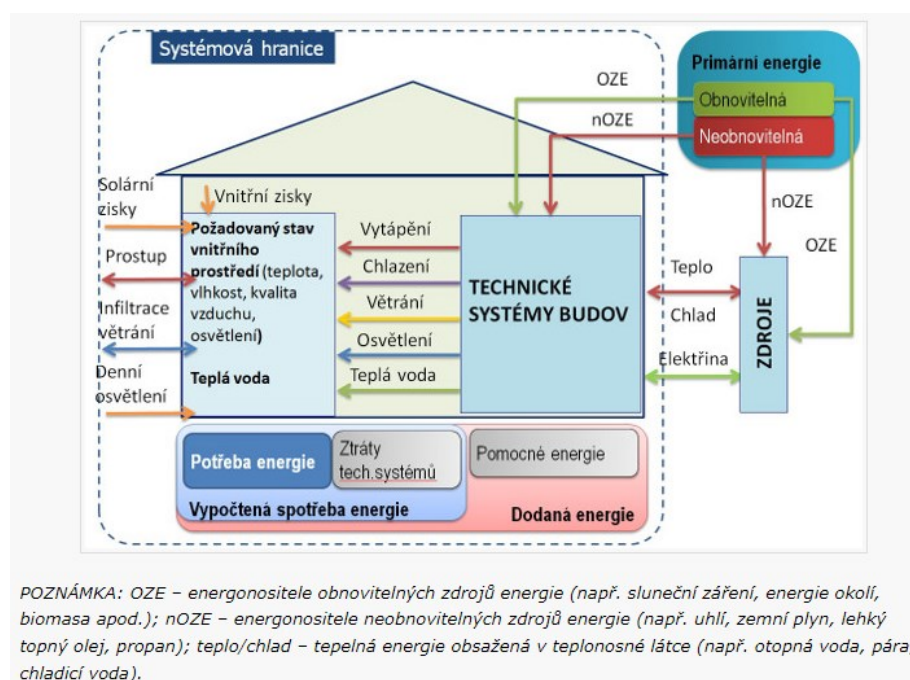 Systémová hranice
Primární energie
Obnovitelná
Neobnovitelná
OZE
nOZE
nOZE
OZE
Solární
zisky
Vnitřní zisky
Prostup
Infiltrace
větrání
Denní
osvětlení
Požadovaný stav
vnitřního
prostředí (teplota,
vlhkost, kvalita
vzduchu,
osvětlení)
Teplá voda
Vytápění
Chlazení
Větrání
Osvětlení
Teplá voda
TECHNICKÉ
SYSTÉMY BUDOV
Teplo
Chlad
Elektřina
ZDROJE
Potřeba energie
Ztráty
tech.systémů
Pomocné energie
Vypočtená spotřeba energie
Dodaná energie
POZNÁMKA: OZE – energonositele obnovitelných zdrojů energie (např. sluneční záření, energie okolí,
biomasa apod.); nOZE – energonositele neobnovitelných zdrojů energie (např. uhlí, zemní plyn, lehký
topný olej, propan); teplo/chlad – tepelná energie obsažená v teplonosné látce (např. otopná voda, pára,
chladicí voda).